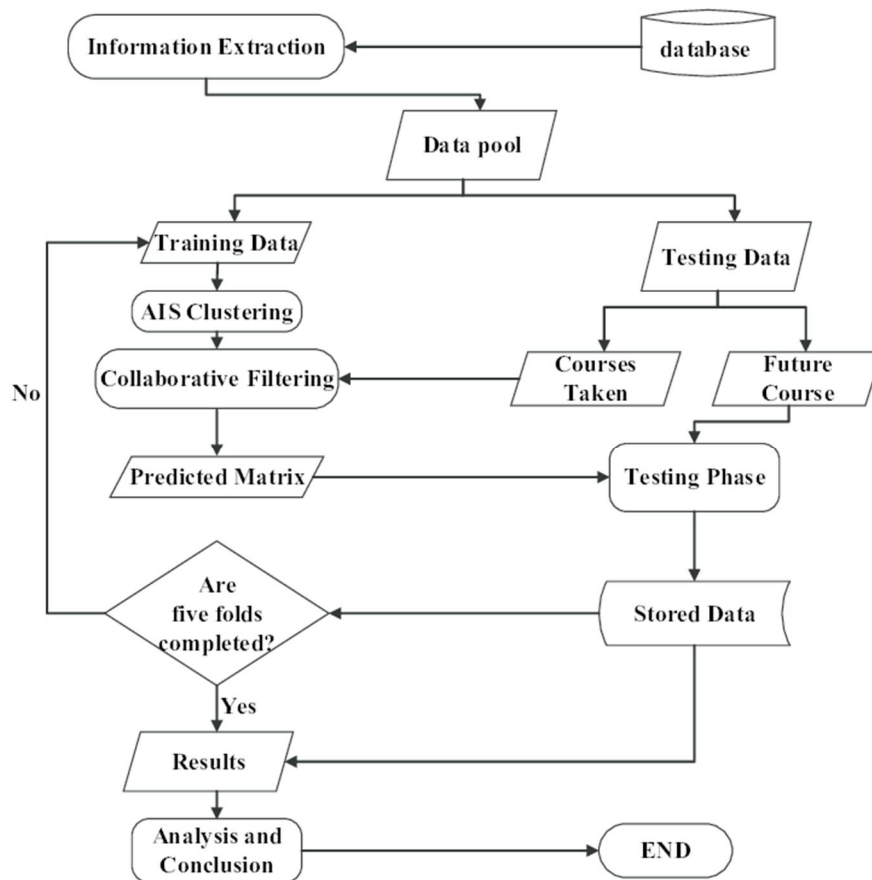 Information Extraction
database
Data pool
Training Data
Testing Data
AIS Clustering
Courses
Taken
Future
Course
Collaborative Filtering
No
Predicted Matrix
Testing Phase
Are
five folds
completed?
Stored Data
Yes
Results
Analysis and
Conclusion
END